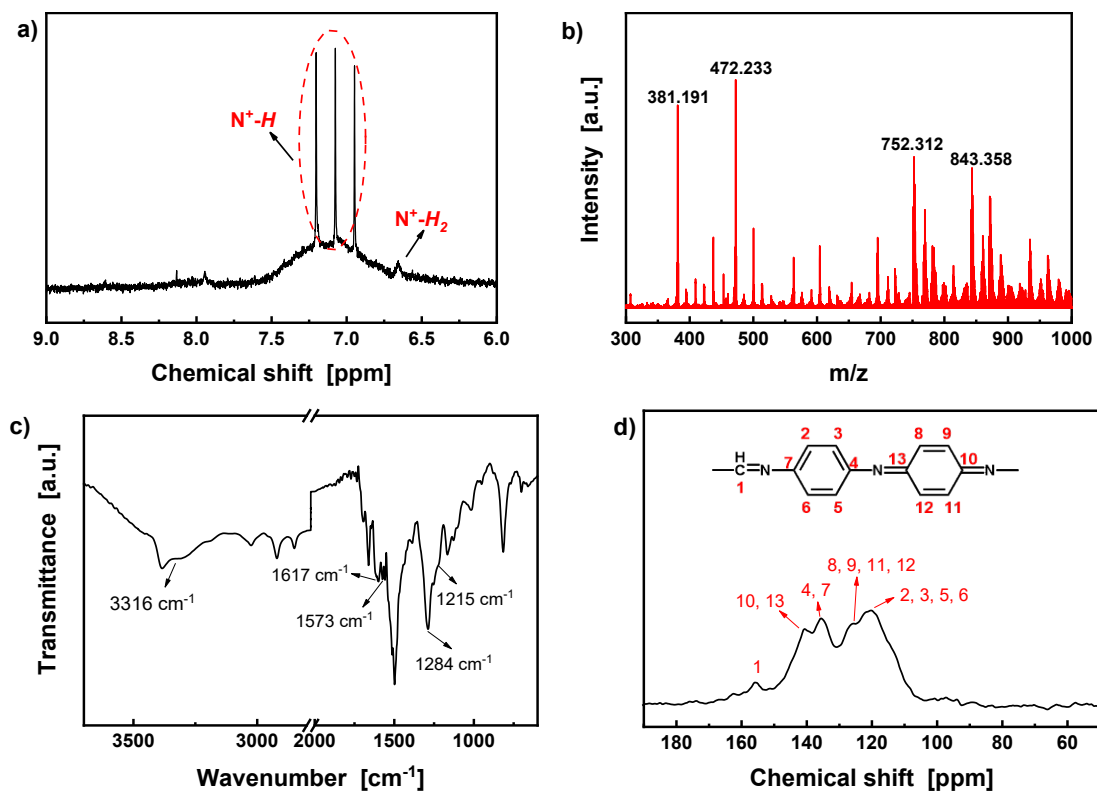 a)
N⁺-H
N⁺-H₂
9.0 8.5 8.0 7.5 7.0 6.5 6.0
Chemical shift [ppm]
b)
Intensity [a.u.]
381.191
472.233
752.312
843.358
300 400 500 600 700 800 900 1000
m/z
c)
Transmittance [a.u.]
3316 cm⁻¹
1617 cm⁻¹
1573 cm⁻¹
1215 cm⁻¹
1284 cm⁻¹
3500 3000 2000 1500 1000
Wavenumber [cm⁻¹]
d)
2 3 8 9
H
C N 7 4 N 13 10 N
1
6 5 12 11
8, 9, 11, 12
10, 13
4, 7
2, 3, 5, 6
1
180 160 140 120 100 80 60
Chemical shift [ppm]